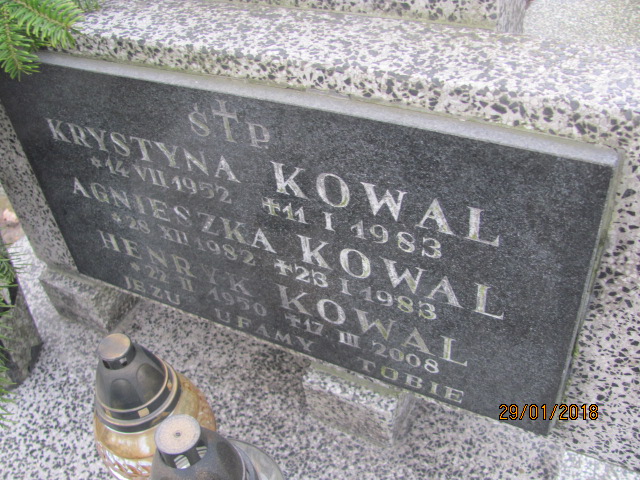 Ś✝P.
KRYSTYNA KOWAL
*14 VII 1952 ✝11 I 1983
AGNIESZKA KOWAL
*28 XII 1982 ✝23 I 1983
HENRYK KOWAL
*22 II 1950 ✝17 III 2008
JEZU UFAMY TOBIE
29/01/2018